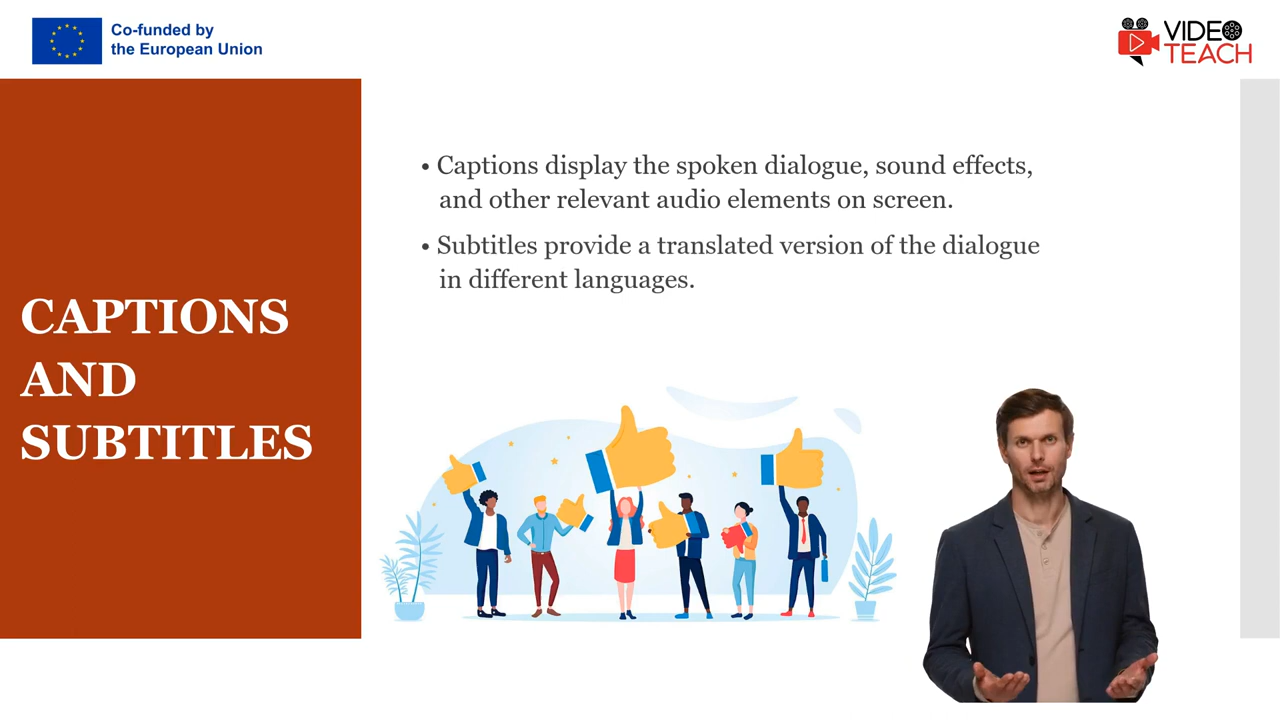 Co-funded by
the European Union
VIDEO
TEACH
CAPTIONS
AND
SUBTITLES
• Captions display the spoken dialogue, sound effects,
and other relevant audio elements on screen.
• Subtitles provide a translated version of the dialogue
in different languages.